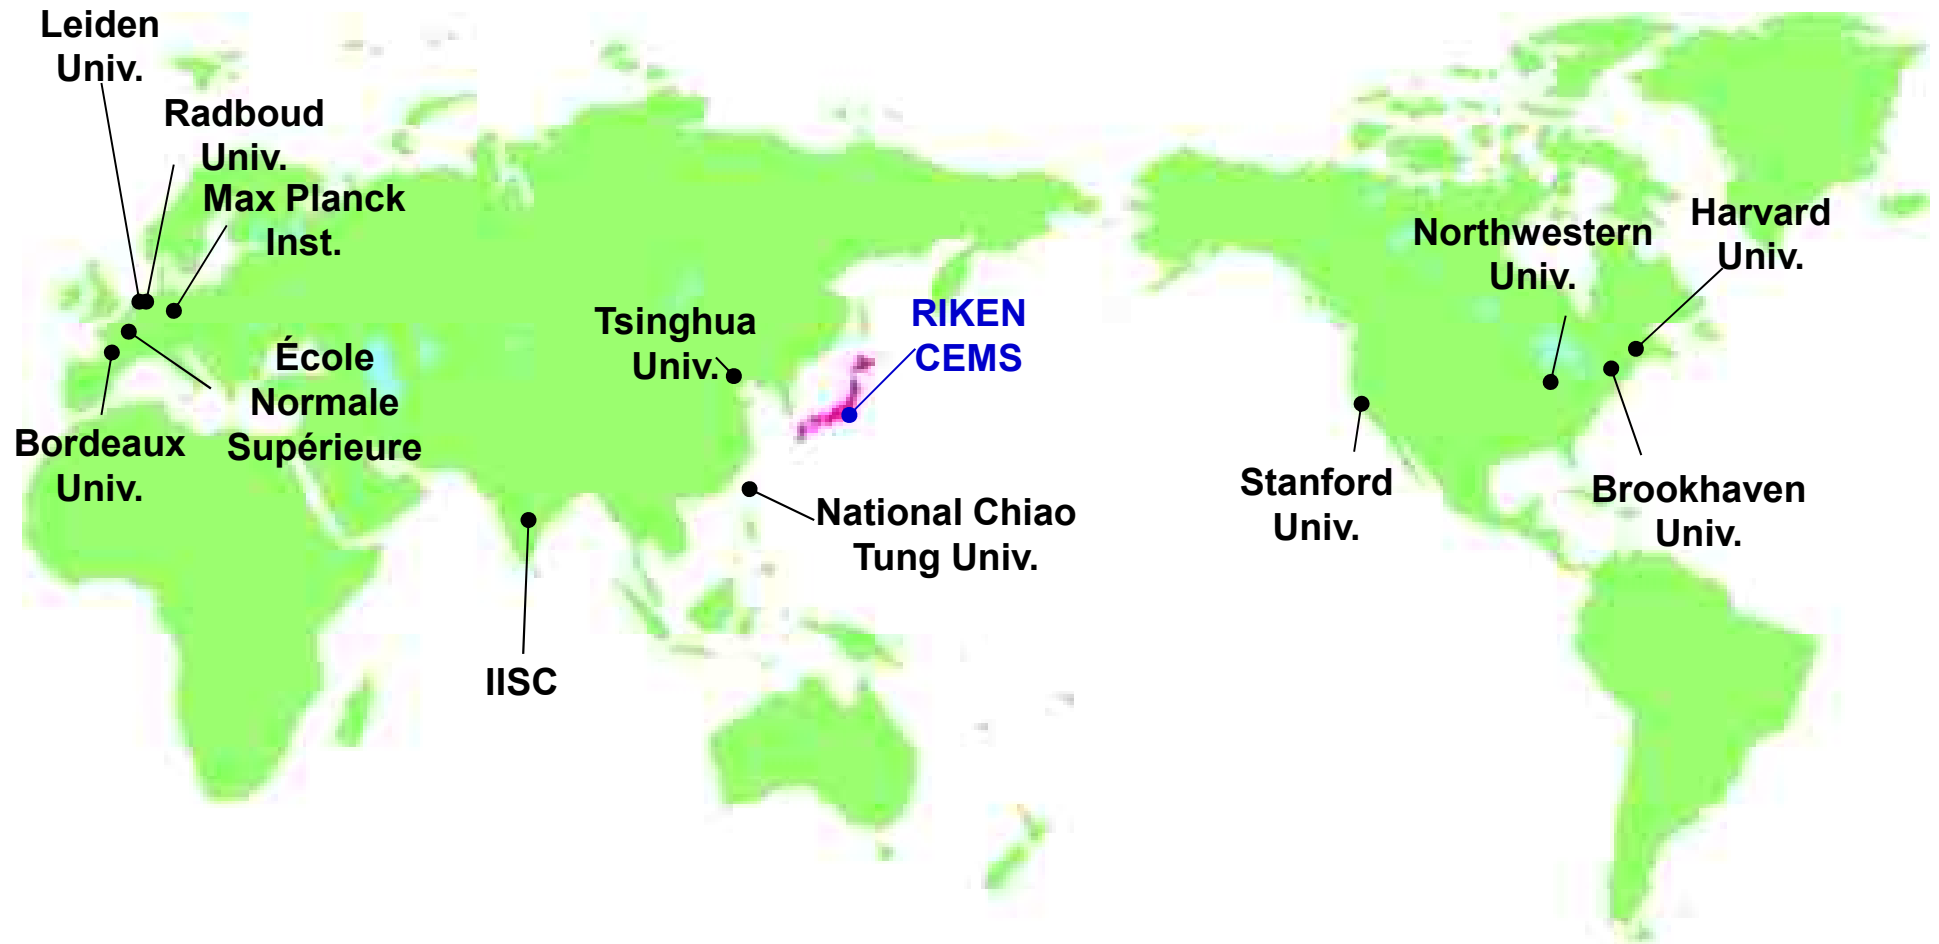 Leiden
Univ.
Radboud
Univ.
Max Planck
Inst.
École
Normale
Supérieure
Bordeaux
Univ.
Tsinghua
Univ.
RIKEN
CEMS
National Chiao
Tung Univ.
IISC
Northwestern
Univ.
Harvard
Univ.
Stanford
Univ.
Brookhaven
Univ.